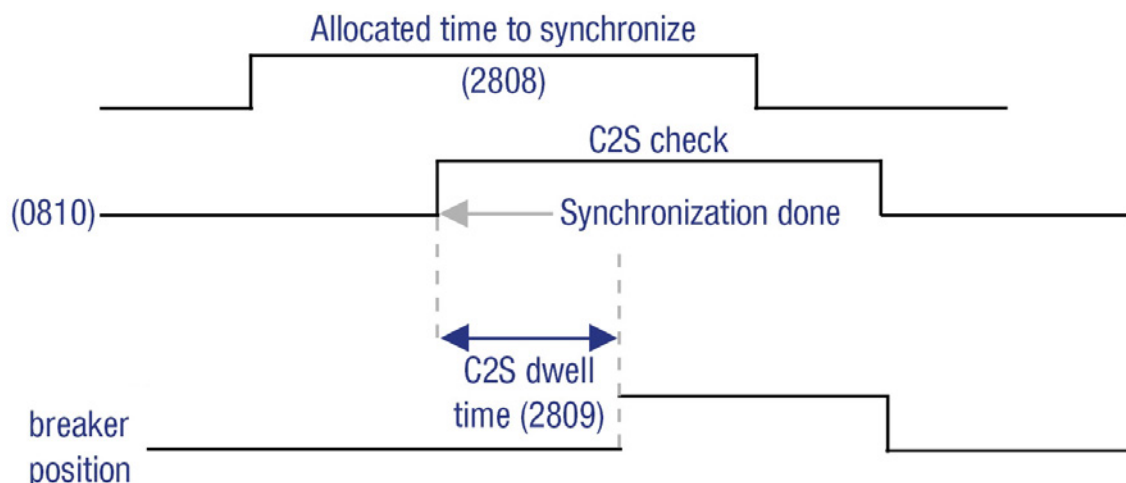 Allocated time to synchronize
(2808)
C2S check
(0810)
Synchronization done
C2S dwell
time (2809)
breaker
position